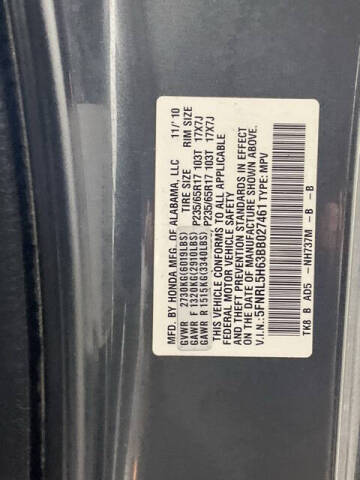 MFD. BY HONDA MFG. OF ALABAMA, LLC 11/'10
GVWR 2730KG(6019LBS) TIRE SIZE RIM SIZE
GAWR F 1320KG(2910LBS) P235/65R17 103T 17X7J
GAWR R 1515KG(3340LBS) P235/65R17 103T 17X7J
THIS VEHICLE CONFORMS TO ALL APPLICABLE
FEDERAL MOTOR VEHICLE SAFETY
AND THEFT PREVENTION STANDARDS IN EFFECT
ON THE DATE OF MANUFACTURE SHOWN ABOVE.
V.I.N.: 5FNRL5H63BB027461 TYPE: MPV
TK8 B AD5 -NH737M -B -B